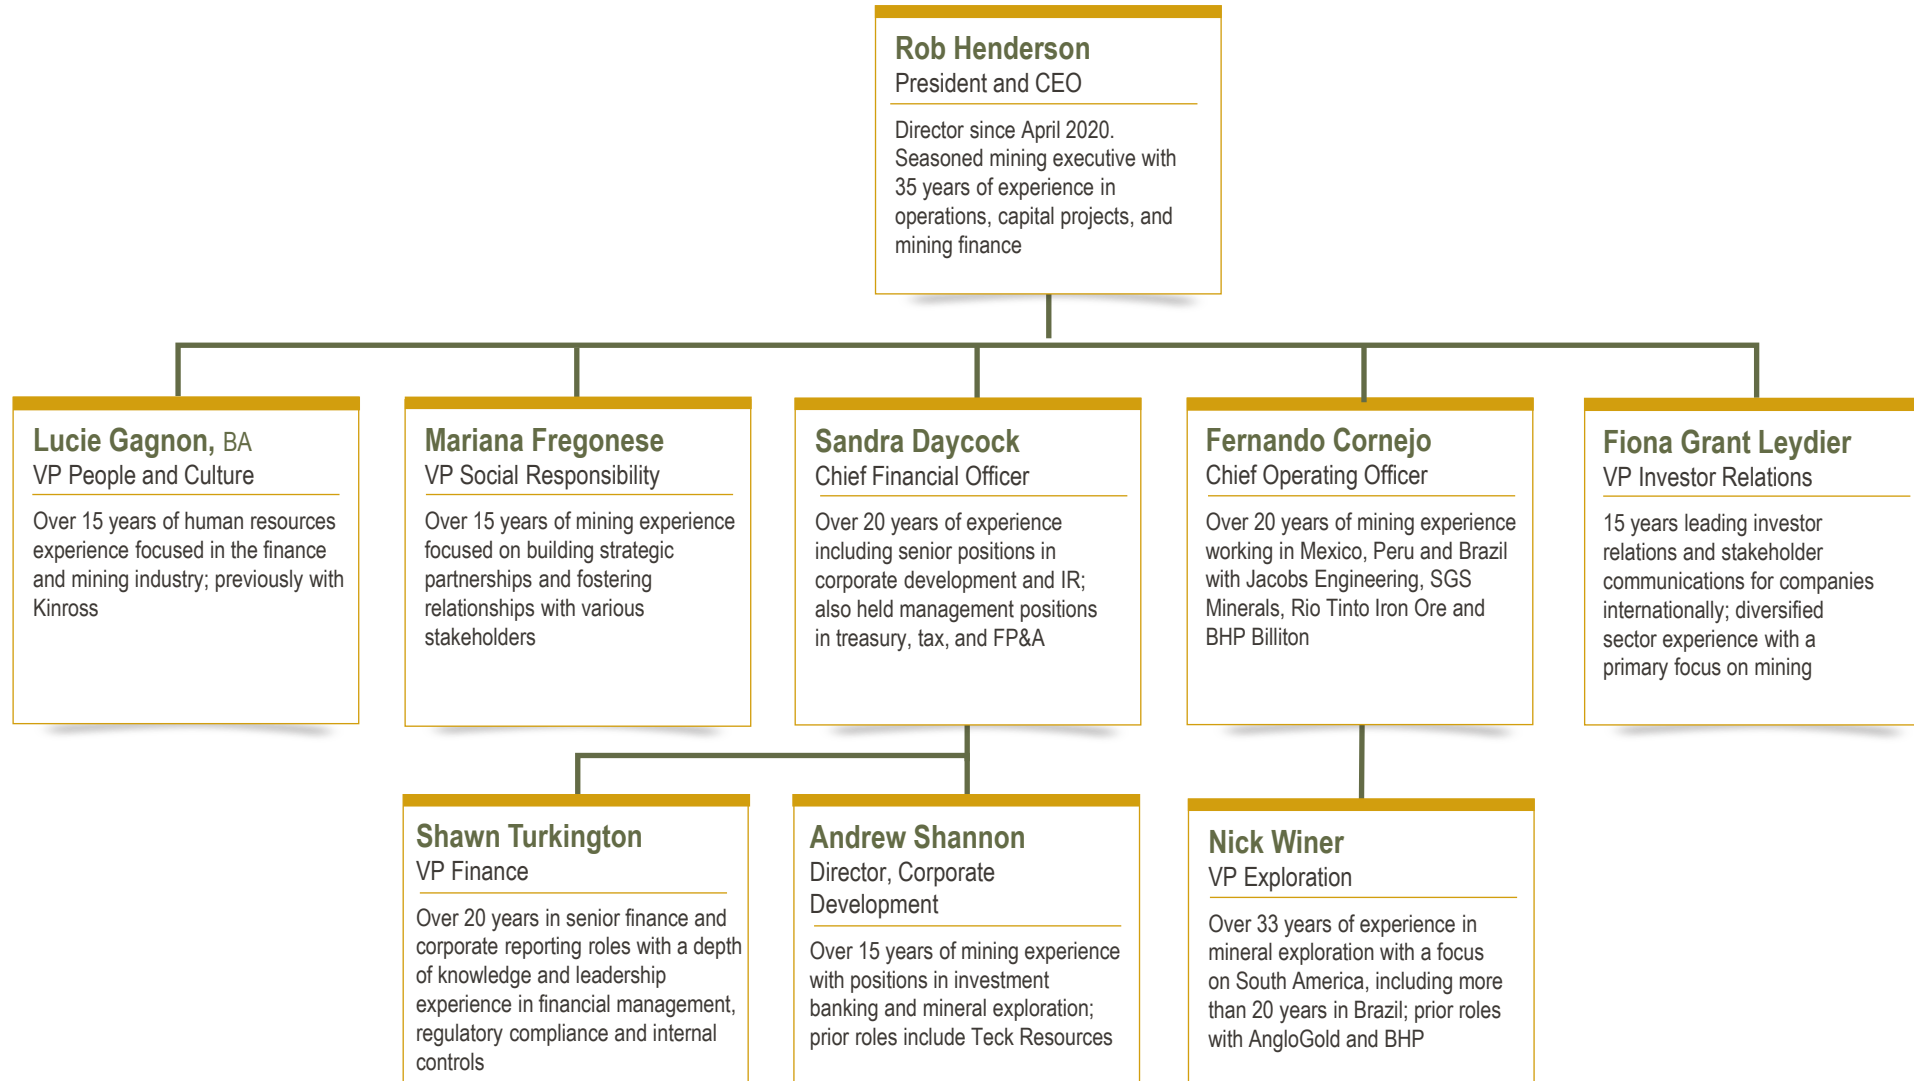 Rob Henderson
President and CEO
Director since April 2020.
Seasoned mining executive with
35 years of experience in
operations, capital projects, and
mining finance
Lucie Gagnon, BA
VP People and Culture
Over 15 years of human resources
experience focused in the finance
and mining industry; previously with
Kinross
Mariana Fregonese
VP Social Responsibility
Over 15 years of mining experience
focused on building strategic
partnerships and fostering
relationships with various
stakeholders
Sandra Daycock
Chief Financial Officer
Over 20 years of experience
including senior positions in
corporate development and IR;
also held management positions
in treasury, tax, and FP&A
Fernando Cornejo
Chief Operating Officer
Over 20 years of mining experience
working in Mexico, Peru and Brazil
with Jacobs Engineering, SGS
Minerals, Rio Tinto Iron Ore and
BHP Billiton
Fiona Grant Leydier
VP Investor Relations
15 years leading investor
relations and stakeholder
communications for companies
internationally; diversified
sector experience with a
primary focus on mining
Shawn Turkington
VP Finance
Over 20 years in senior finance and
corporate reporting roles with a depth
of knowledge and leadership
experience in financial management,
regulatory compliance and internal
controls
Andrew Shannon
Director, Corporate
Development
Over 15 years of mining experience
with positions in investment
banking and mineral exploration;
prior roles include Teck Resources
Nick Winer
VP Exploration
Over 33 years of experience in
mineral exploration with a focus
on South America, including more
than 20 years in Brazil; prior roles
with AngloGold and BHP